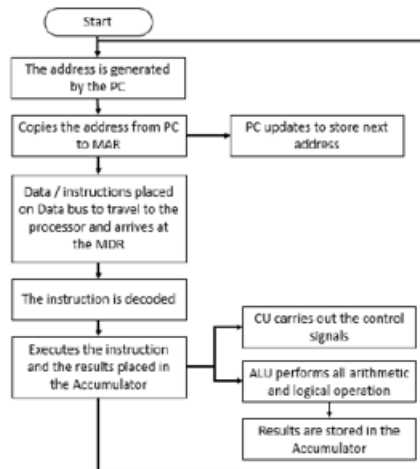 Start
The address is generated
by the PC
Copies the address from PC
to MAR
PC updates to store next
address
Data / instructions placed
on Data bus to travel to the
processor and arrives at
the MDR
The instruction is decoded
Executes the instruction
and the results placed in
the Accumulator
CU carries out the control
signals
ALU performs all arithmetic
and logical operation
Results are stored in the
Accumulator